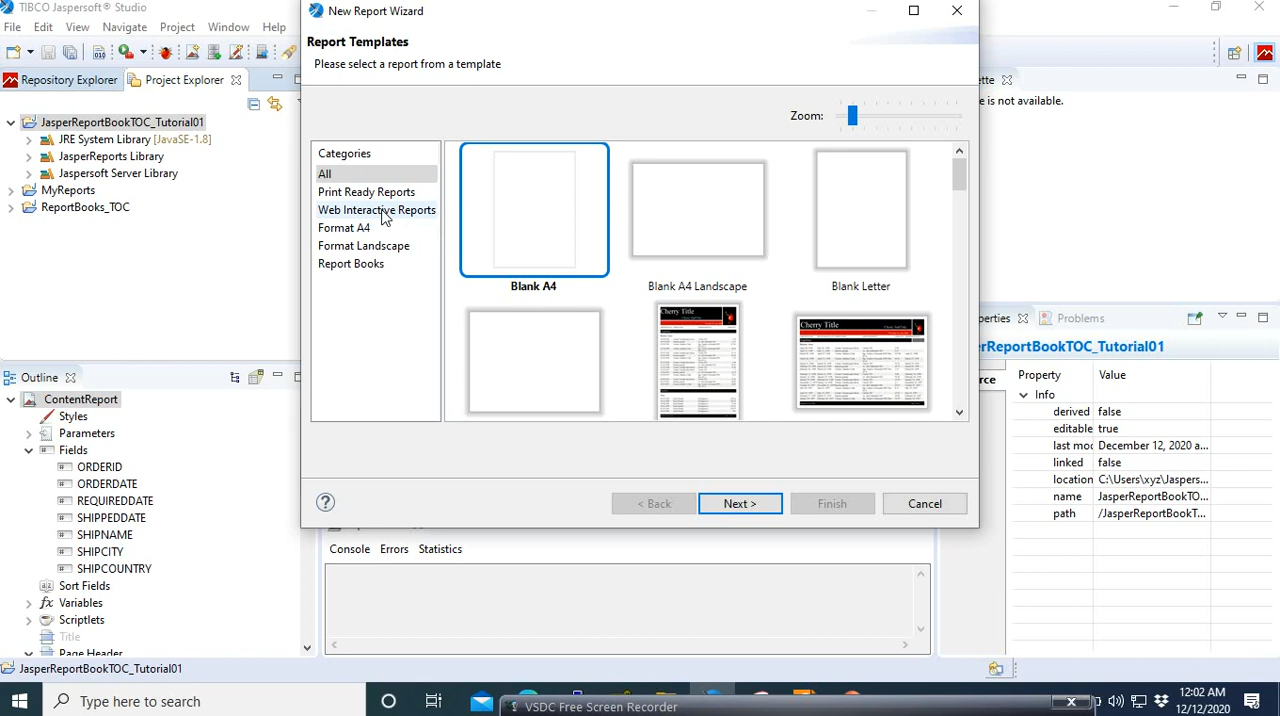 TIBCO Jaspersoft® Studio
File Edit View Navigate Project Window Help
Repository Explorer
Project Explorer
JasperReportBookTOC_Tutorial01
JRE System Library [JavaSE-1.8]
JasperReports Library
Jaspersoft Server Library
MyReports
ReportBooks_TOC
Outline
ContentReport
Styles
Parameters
Fields
ORDERID
ORDERDATE
REQUIREDDATE
SHIPPEDDATE
SHIPNAME
SHIPCITY
SHIPCOUNTRY
Sort Fields
Variables
Scriptlets
Title
Page Header
JasperReportBookTOC_Tutorial01
New Report Wizard
Report Templates
Please select a report from a template
Zoom:
Categories
All
Print Ready Reports
Web Interactive Reports
Format A4
Format Landscape
Report Books
Blank A4
Blank A4 Landscape
Blank Letter
Cherry Title
Cherry Title
< Back
Next >
Finish
Cancel
Console Errors Statistics
ette
e is not available.
operties
Problems
erReportBookTOC_Tutorial01
rce
Property Value
Info
derived false
editable true
last moc December 12, 2020 a...
linked false
location C:\Users\xyz\Jaspers...
name JasperReportBookTO...
path /JasperReportBookT...
Type here to search
VSDC Free Screen Recorder
12:02 AM
12/12/2020